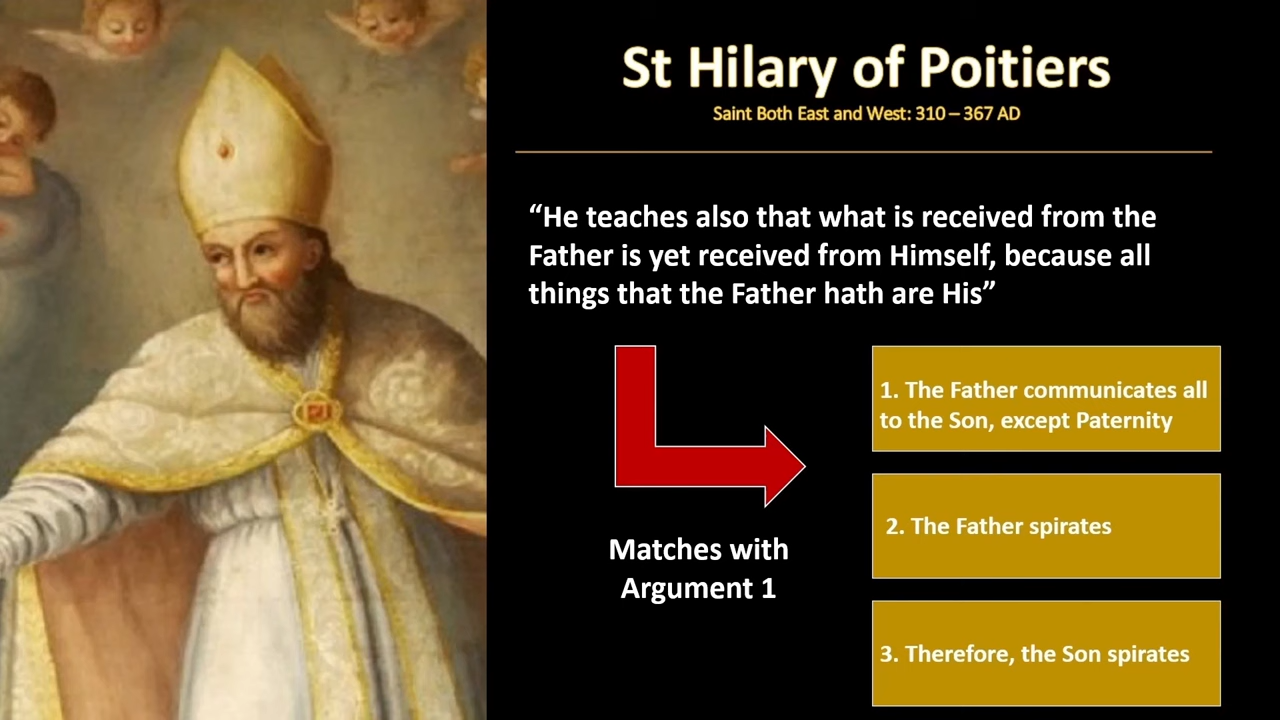 St Hilary of Poitiers
Saint Both East and West: 310 – 367 AD
“He teaches also that what is received from the
Father is yet received from Himself, because all
things that the Father hath are His”
Matches with
Argument 1
1. The Father communicates all
to the Son, except Paternity
2. The Father spirates
3. Therefore, the Son spirates